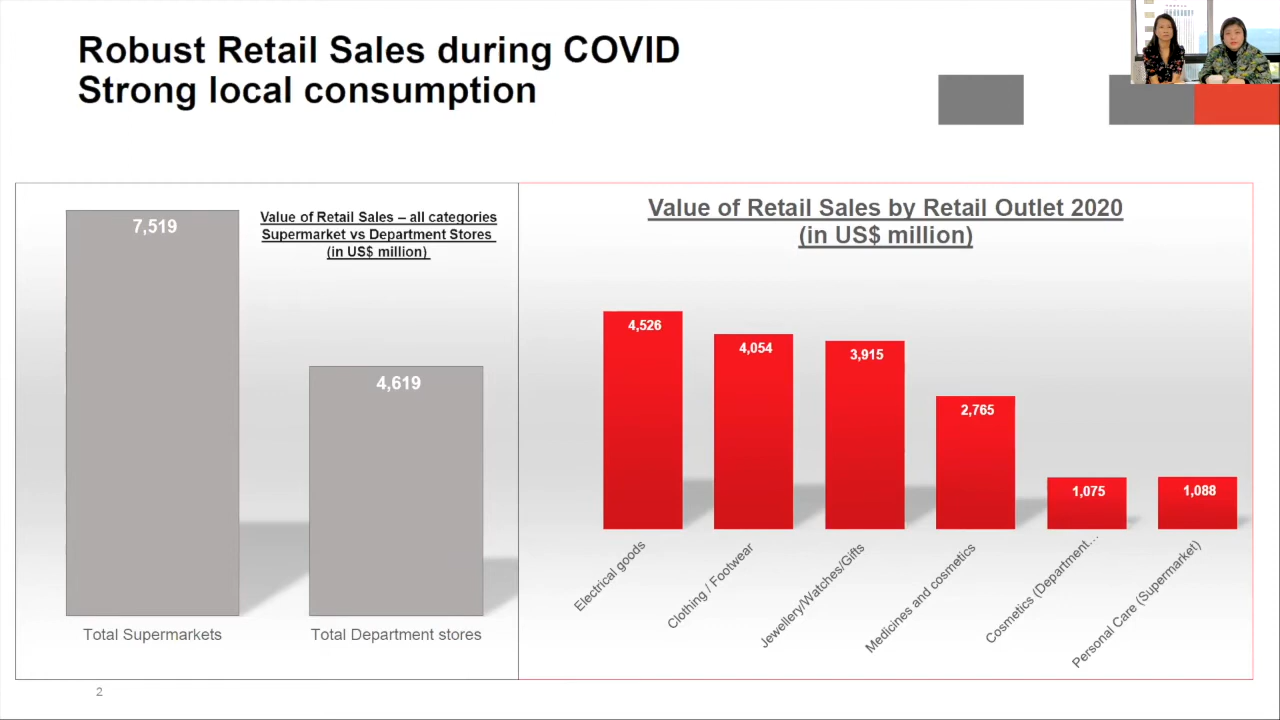 Robust Retail Sales during COVID
Strong local consumption
7,519
Value of Retail Sales – all categories
Supermarket vs Department Stores
(in US$ million)
4,619
Total Supermarkets
Total Department stores
Value of Retail Sales by Retail Outlet 2020
(in US$ million)
4,526
4,054
3,915
2,765
1,075
1,088
Electrical goods
Clothing / Footwear
Jewellery/Watches/Gifts
Medicines and cosmetics
Cosmetics (Department…
Personal Care (Supermarket)
2